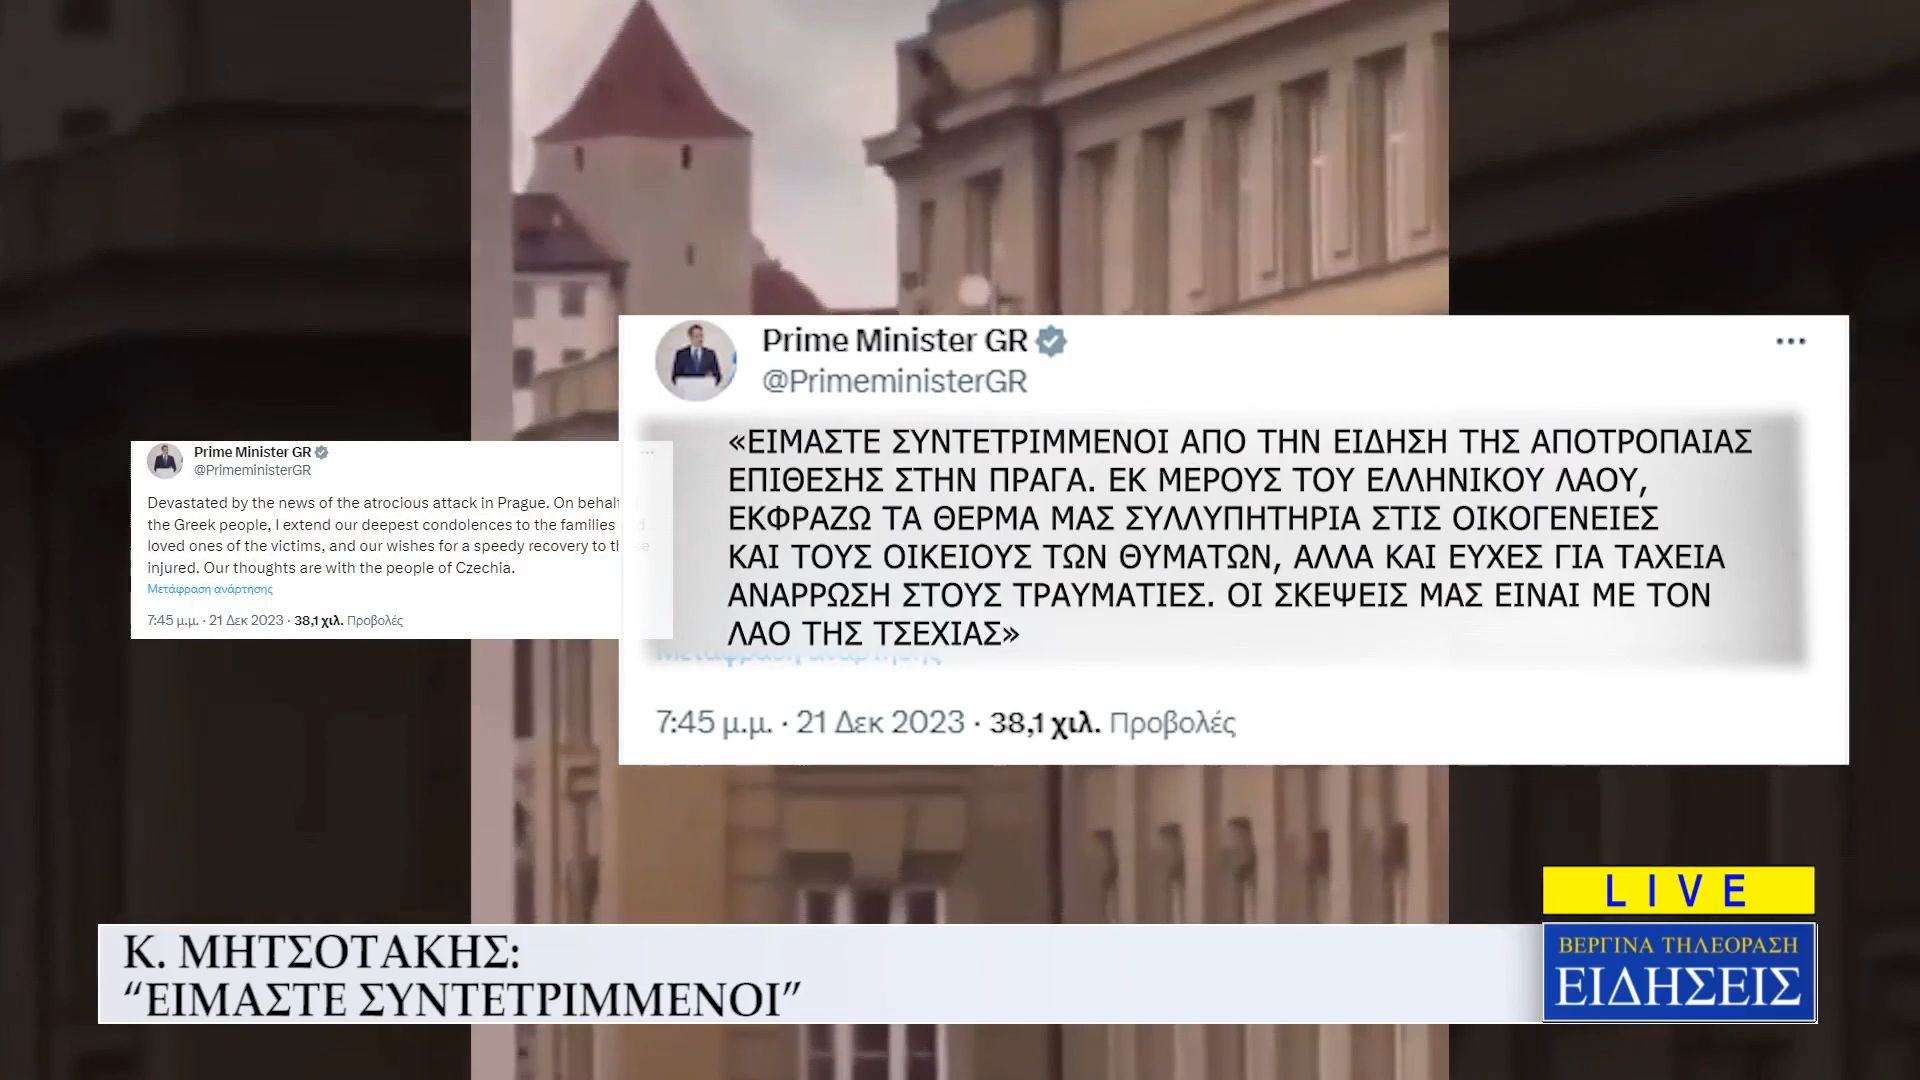 Prime Minister GR
@PrimeministerGR
«ΕΙΜΑΣΤΕ ΣΥΝΤΕΤΡΙΜΜΕΝΟΙ ΑΠΟ ΤΗΝ ΕΙΔΗΣΗ ΤΗΣ ΑΠΟΤΡΟΠΑΙΑΣ
ΕΠΙΘΕΣΗΣ ΣΤΗΝ ΠΡΑΓΑ. ΕΚ ΜΕΡΟΥΣ ΤΟΥ ΕΛΛΗΝΙΚΟΥ ΛΑΟΥ,
ΕΚΦΡΑΖΩ ΤΑ ΘΕΡΜΑ ΜΑΣ ΣΥΛΛΥΠΗΤΗΡΙΑ ΣΤΙΣ ΟΙΚΟΓΕΝΕΙΕΣ
ΚΑΙ ΤΟΥΣ ΟΙΚΕΙΟΥΣ ΤΩΝ ΘΥΜΑΤΩΝ, ΑΛΛΑ ΚΑΙ ΕΥΧΕΣ ΓΙΑ ΤΑΧΕΙΑ
ΑΝΑΡΡΩΣΗ ΣΤΟΥΣ ΤΡΑΥΜΑΤΙΕΣ. ΟΙ ΣΚΕΨΕΙΣ ΜΑΣ ΕΙΝΑΙ ΜΕ ΤΟΝ
ΛΑΟ ΤΗΣ ΤΣΕΧΙΑΣ»
7:45 μ.μ. · 21 Δεκ 2023 · 38,1 χιλ. Προβολές
Prime Minister GR
@PrimeministerGR
Devastated by the news of the atrocious attack in Prague. On behalf
the Greek people, I extend our deepest condolences to the families
loved ones of the victims, and our wishes for a speedy recovery to
injured. Our thoughts are with the people of Czechia.
Μετάφραση ανάρτησης
7:45 μ.μ. · 21 Δεκ 2023 · 38,1 χιλ. Προβολές
LIVE
ΒΕΡΓΙΝΑ ΤΗΛΕΟΡΑΣΗ
ΕΙΔΗΣΕΙΣ
Κ. ΜΗΤΣΟΤΑΚΗΣ:
“ΕΙΜΑΣΤΕ ΣΥΝΤΕΤΡΙΜΜΕΝΟΙ”